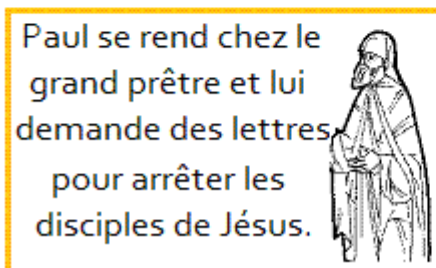 Paul se rend chez le
grand prêtre et lui
demande des lettres
pour arrêter les
disciples de Jésus.